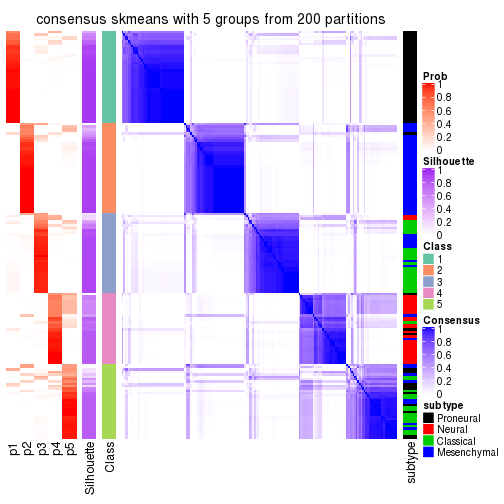 consensus skmeans with 5 groups from 200 partitions
Prob
1
0.8
0.6
0.4
0.2
0
Silhouette
1
0.8
0.6
0.4
0.2
0
Class
1
2
3
4
5
Consensus
1
0.8
0.6
0.4
0.2
0
subtype
Proneural
Neural
Classical
Mesenchymal
p1
p2
p3
p4
p5
Silhouette
Class
subtype